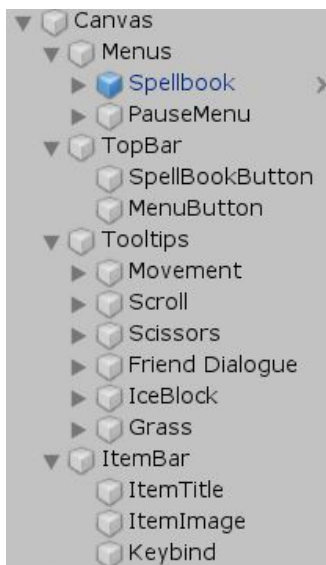 Canvas
Menus
Spellbook
PauseMenu
TopBar
SpellBookButton
MenuButton
Tooltips
Movement
Scroll
Scissors
Friend Dialogue
IceBlock
Grass
ItemBar
ItemTitle
ItemImage
Keybind